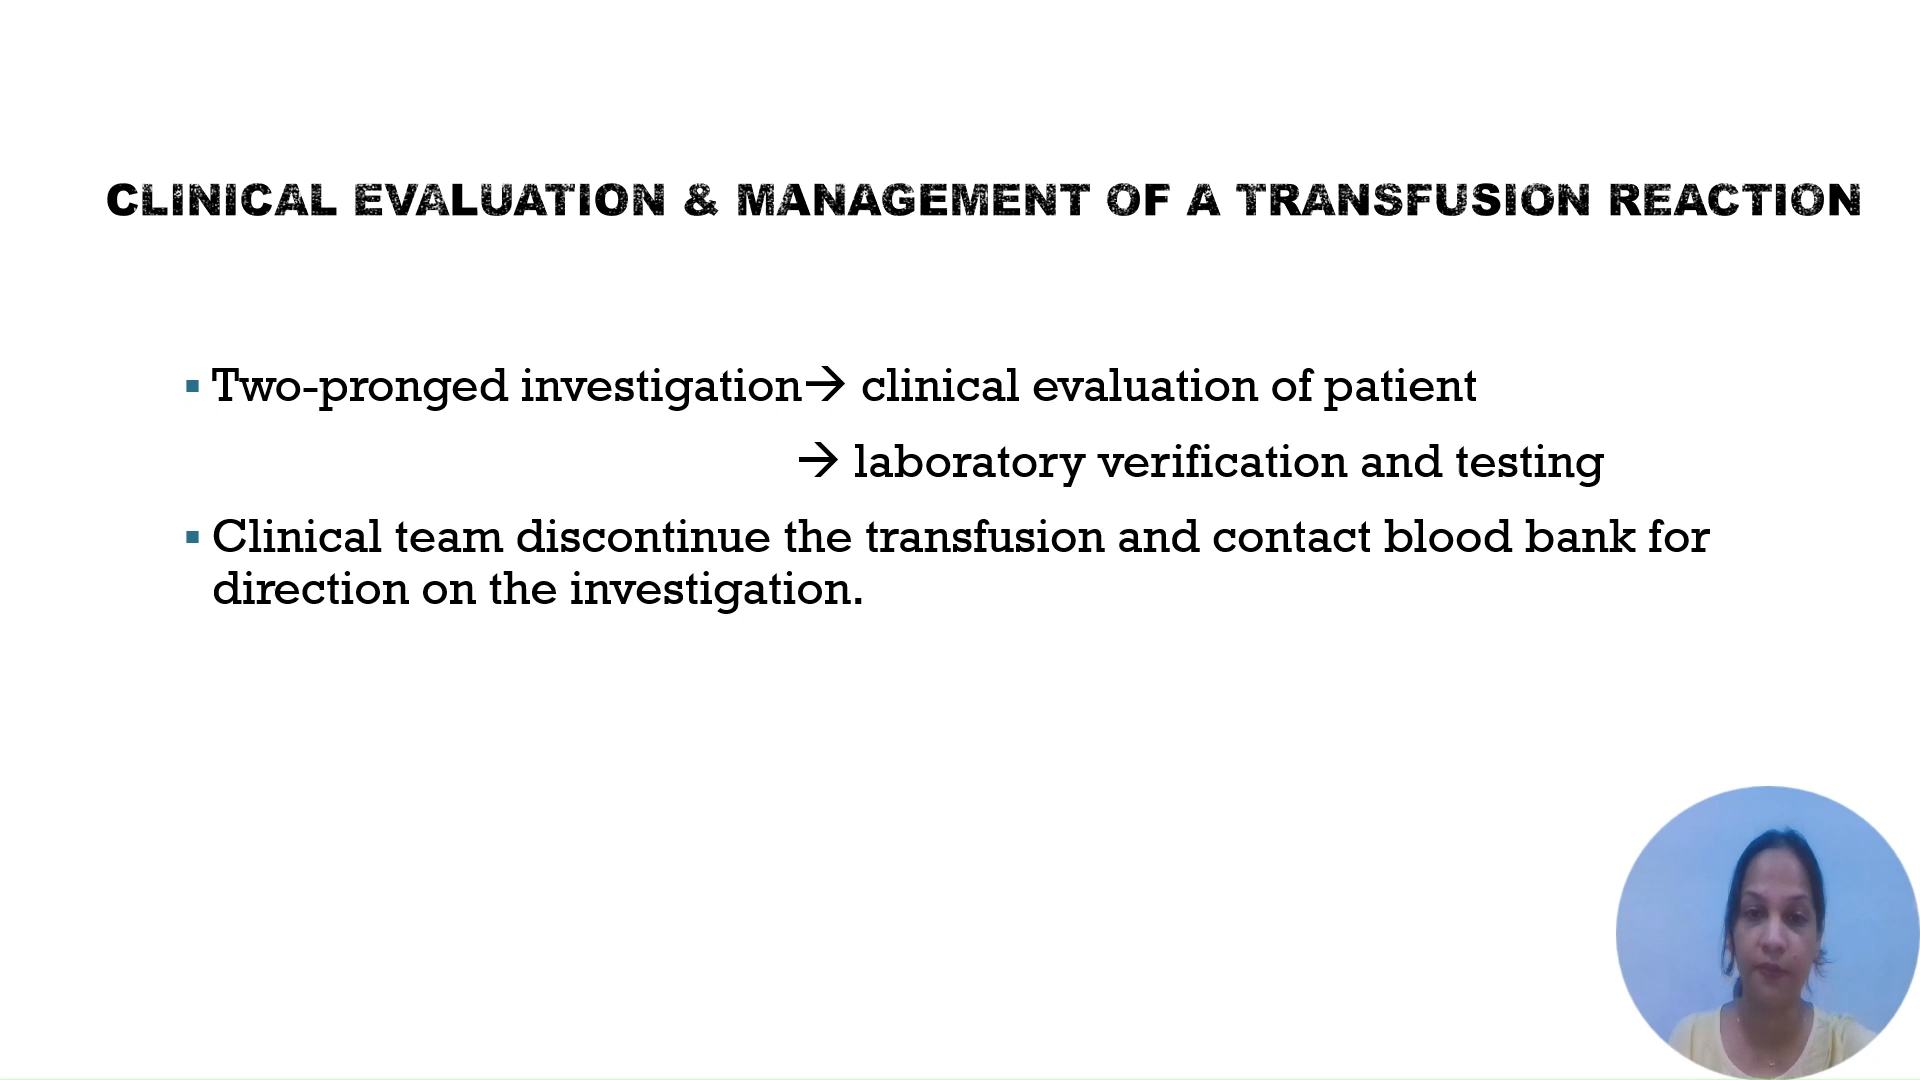 CLINICAL EVALUATION & MANAGEMENT OF A TRANSFUSION REACTION
▪ Two-pronged investigation→ clinical evaluation of patient
→ laboratory verification and testing
▪ Clinical team discontinue the transfusion and contact blood bank for
direction on the investigation.